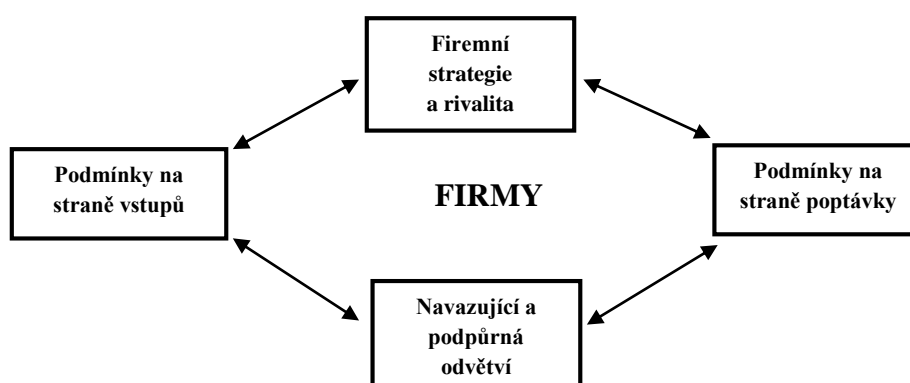 Firemní
strategie
a rivalita
Podmínky na
straně vstupů
FIRMY
Podmínky na
straně poptávky
Navazující a
podpůrná
odvětví